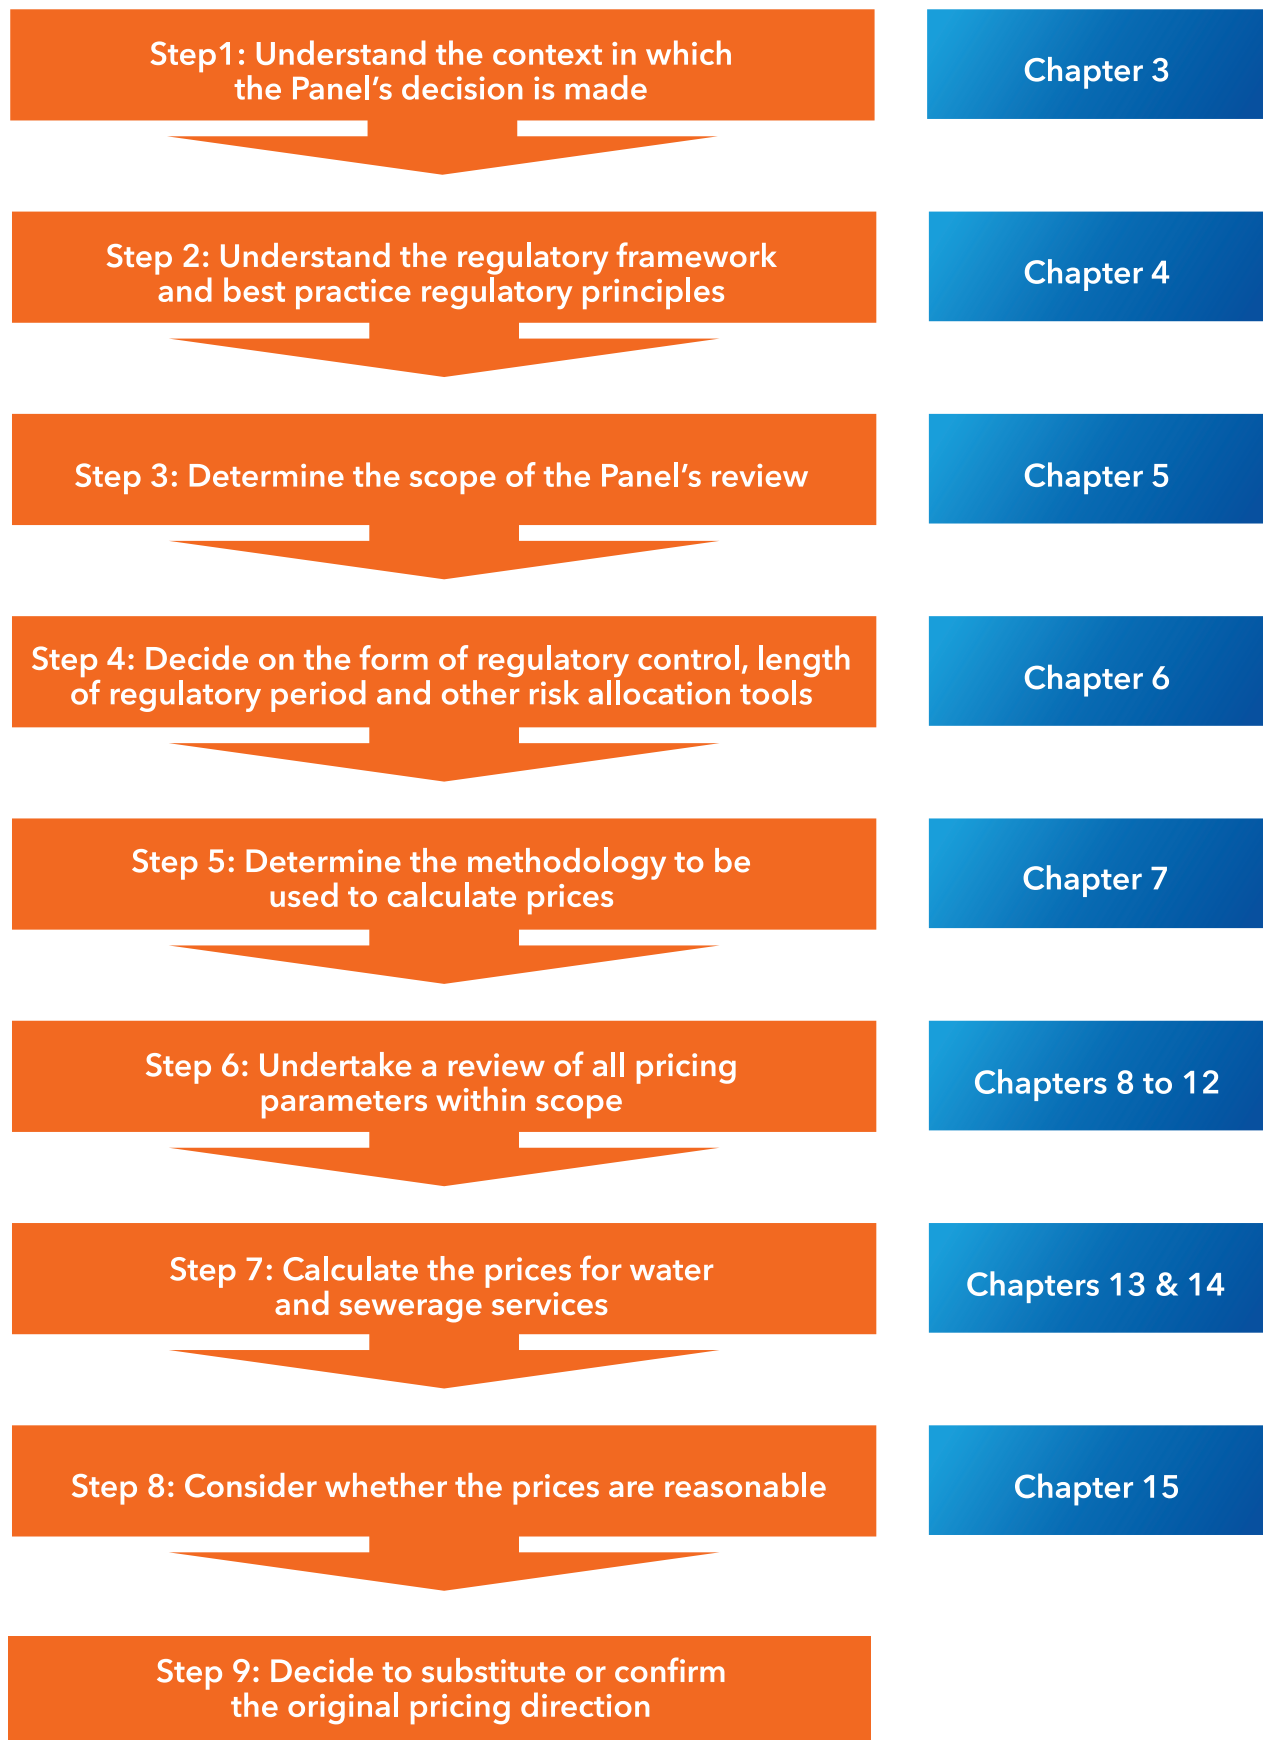 Step1: Understand the context in which
the Panel's decision is made
Chapter 3
Step 2: Understand the regulatory framework
and best practice regulatory principles
Chapter 4
Step 3: Determine the scope of the Panel's review
Chapter 5
Step 4: Decide on the form of regulatory control, length
of regulatory period and other risk allocation tools
Chapter 6
Step 5: Determine the methodology to be
used to calculate prices
Chapter 7
Step 6: Undertake a review of all pricing
parameters within scope
Chapters 8 to 12
Step 7: Calculate the prices for water
and sewerage services
Chapters 13 & 14
Step 8: Consider whether the prices are reasonable
Chapter 15
Step 9: Decide to substitute or confirm
the original pricing direction